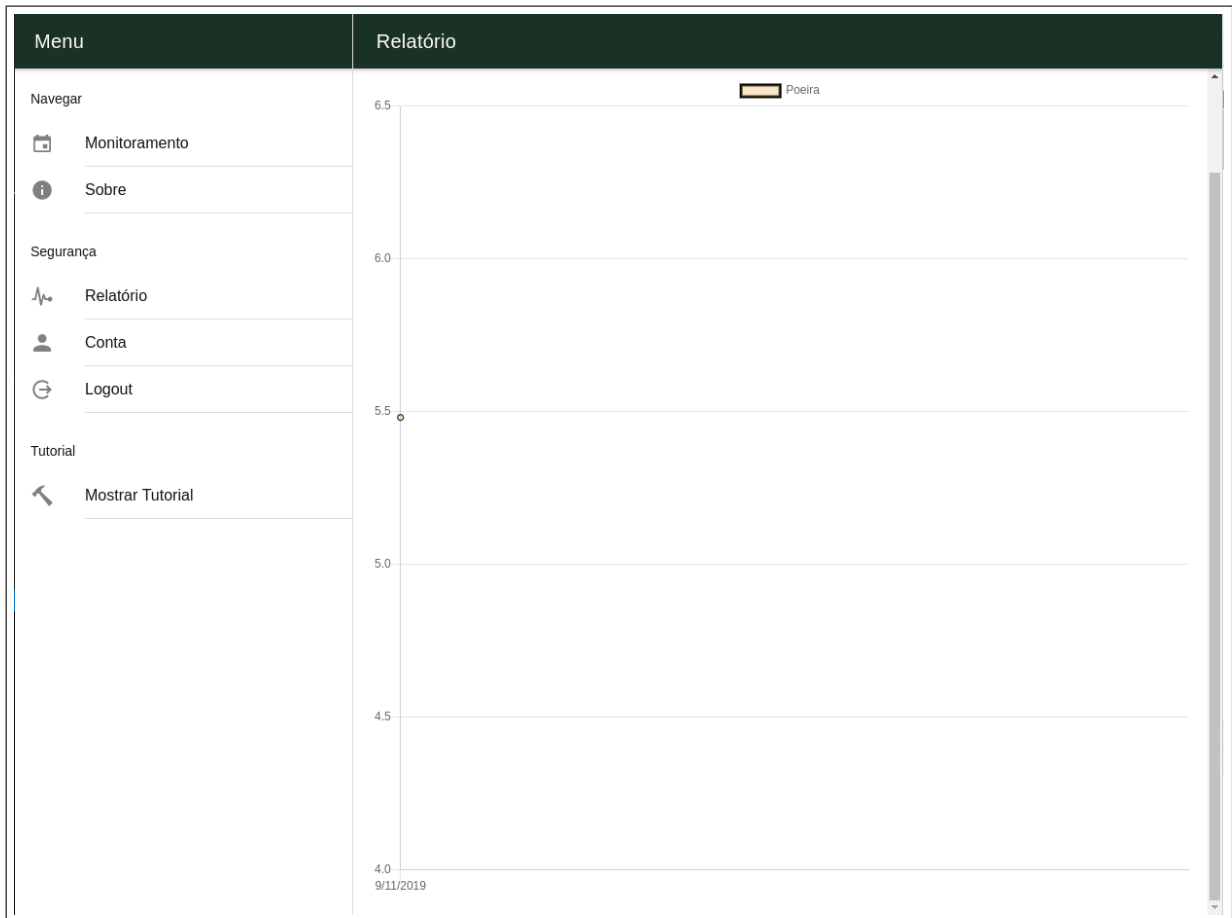 Menu
Relatório
Navegar
Monitoramento
Sobre
Segurança
Relatório
Conta
Logout
Tutorial
Mostrar Tutorial
Poeira
6.5
6.0
5.5
5.0
4.5
4.0
9/11/2019